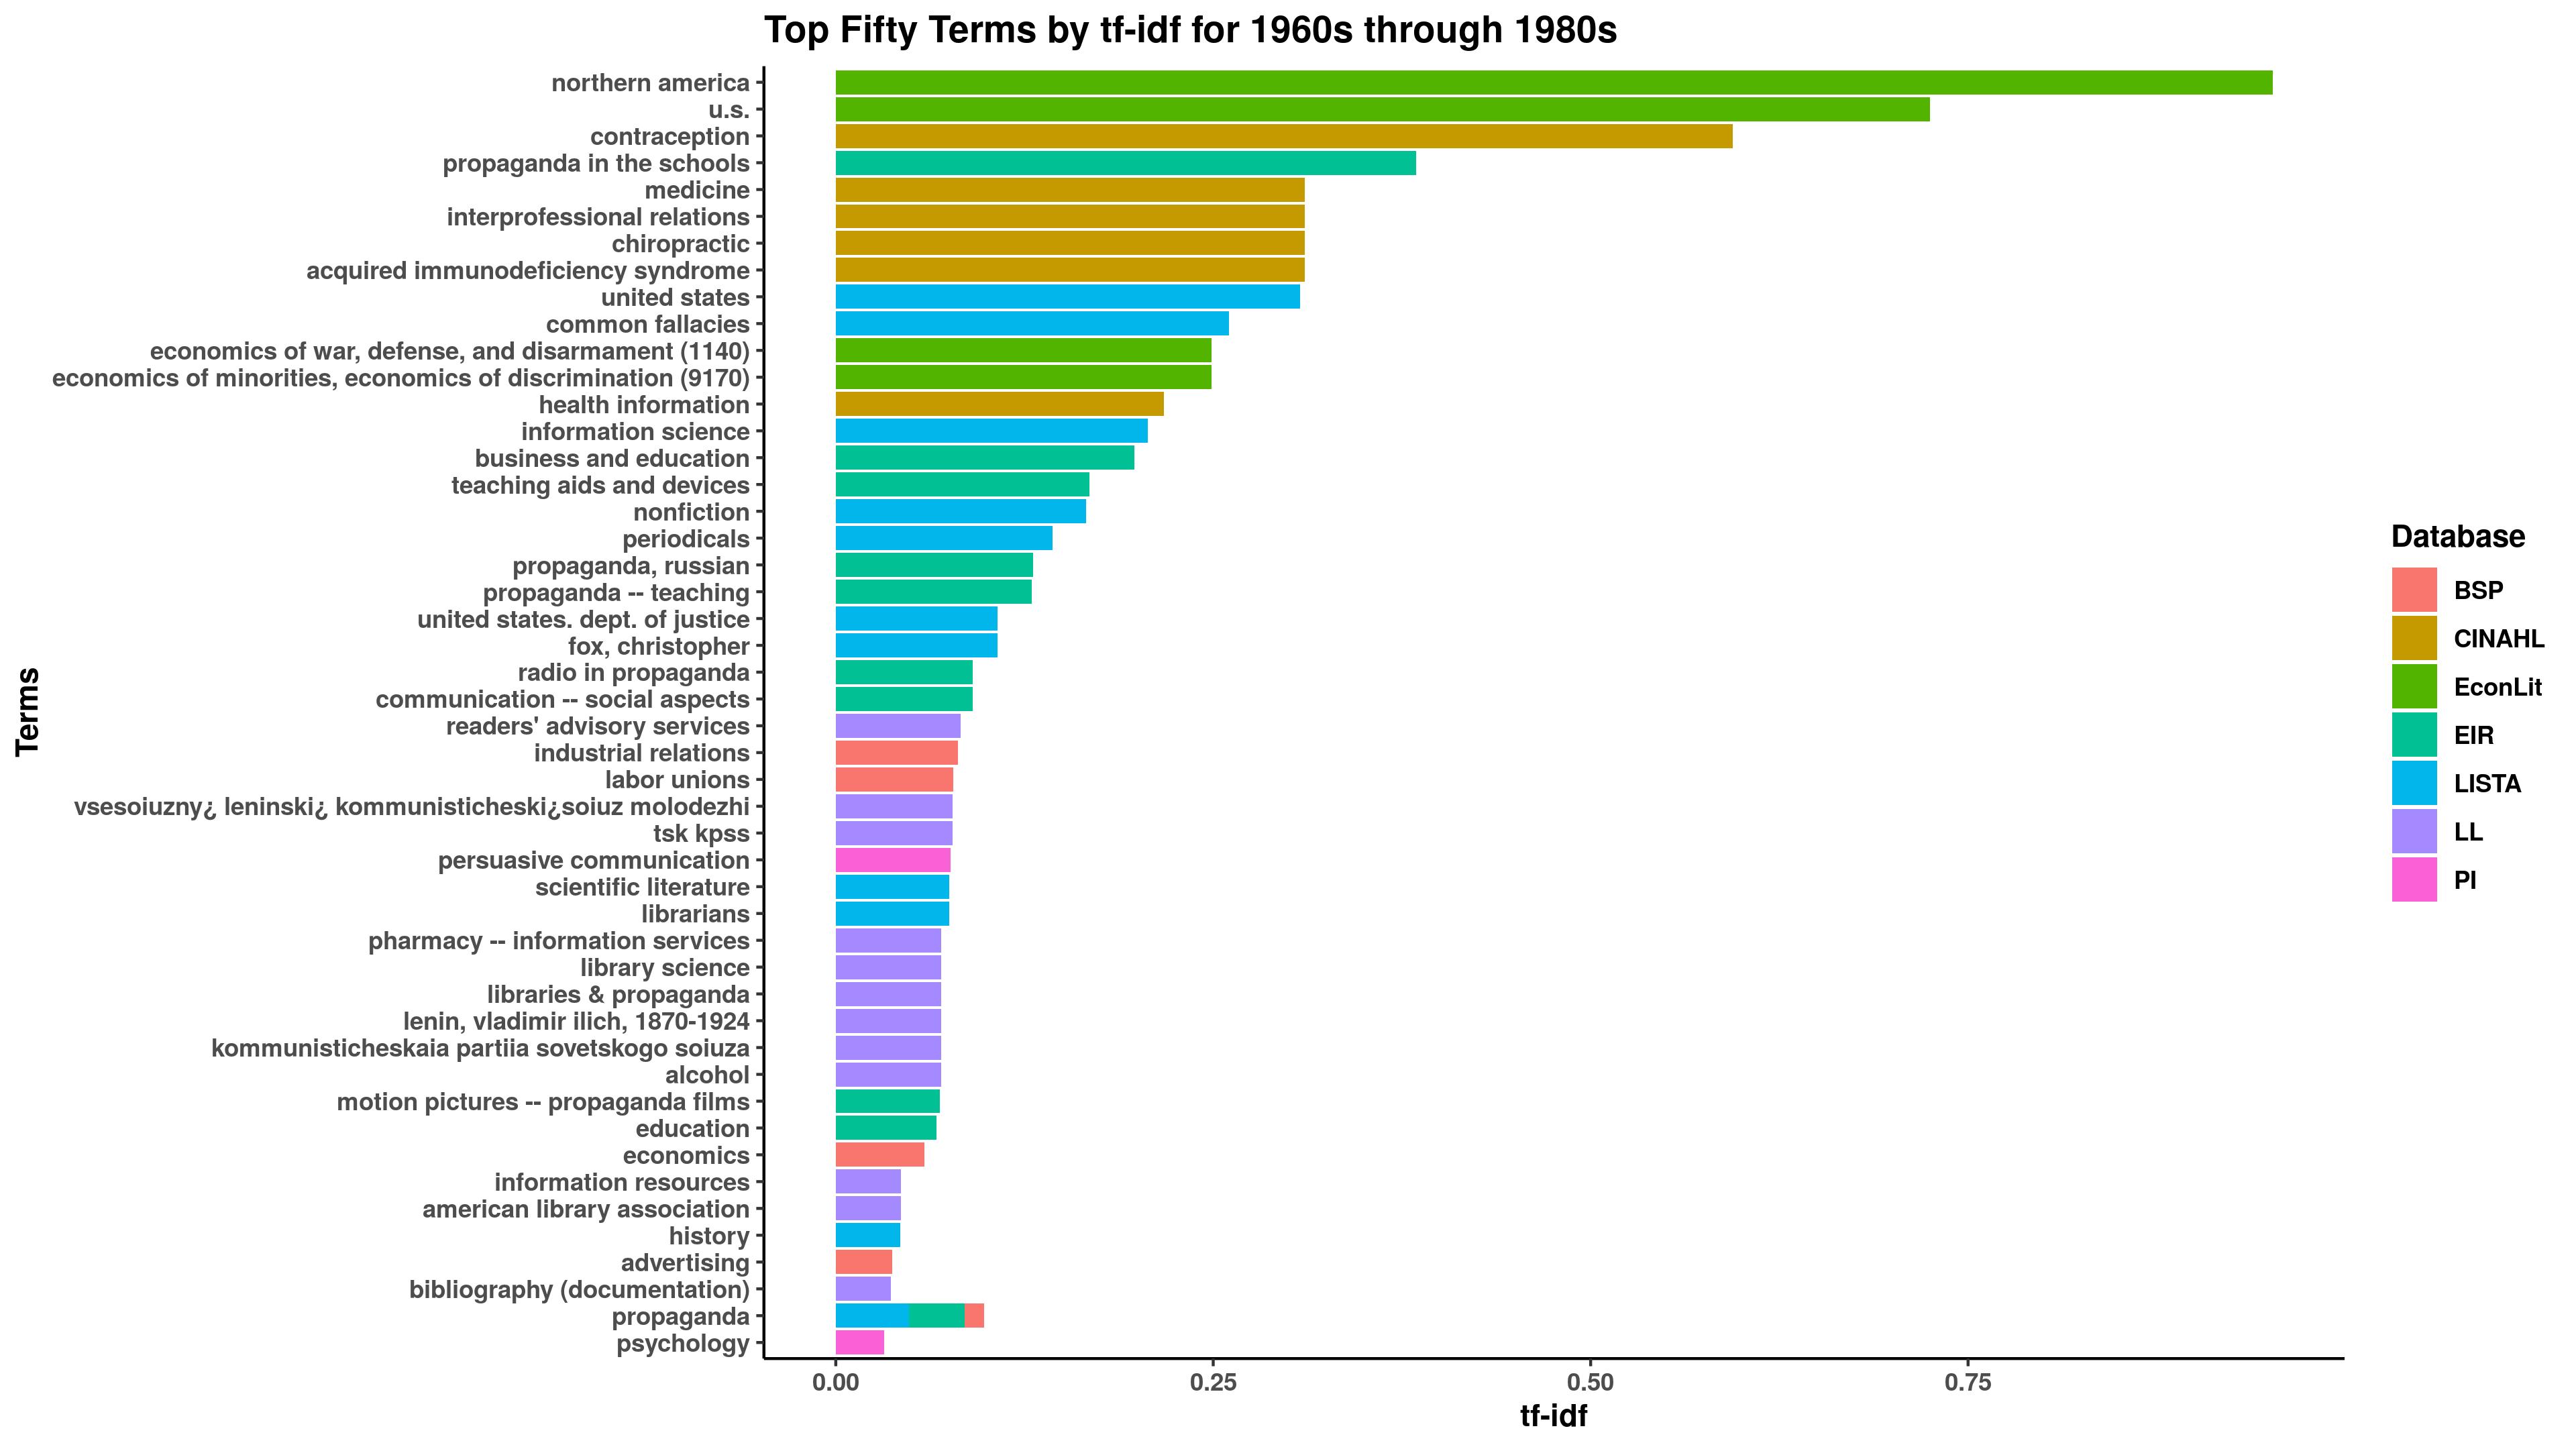 Top Fifty Terms by tf-idf for 1960s through 1980s
northern america
u.s.
contraception
propaganda in the schools
medicine
interprofessional relations
chiropractic
acquired immunodeficiency syndrome
united states
common fallacies
economics of war, defense, and disarmament (1140)
economics of minorities, economics of discrimination (9170)
health information
information science
business and education
teaching aids and devices
nonfiction
periodicals
propaganda, russian
propaganda -- teaching
united states. dept. of justice
fox, christopher
radio in propaganda
communication -- social aspects
readers' advisory services
industrial relations
labor unions
vsesoiuzny¿ leninski¿ kommunisticheski¿soiuz molodezhi
tsk kpss
persuasive communication
scientific literature
librarians
pharmacy -- information services
library science
libraries & propaganda
lenin, vladimir ilich, 1870-1924
kommunisticheskaia partiia sovetskogo soiuza
alcohol
motion pictures -- propaganda films
education
economics
information resources
american library association
history
advertising
bibliography (documentation)
propaganda
psychology
Terms
0.00
0.25
0.50
0.75
tf-idf
Database
BSP
CINAHL
EconLit
EIR
LISTA
LL
PI